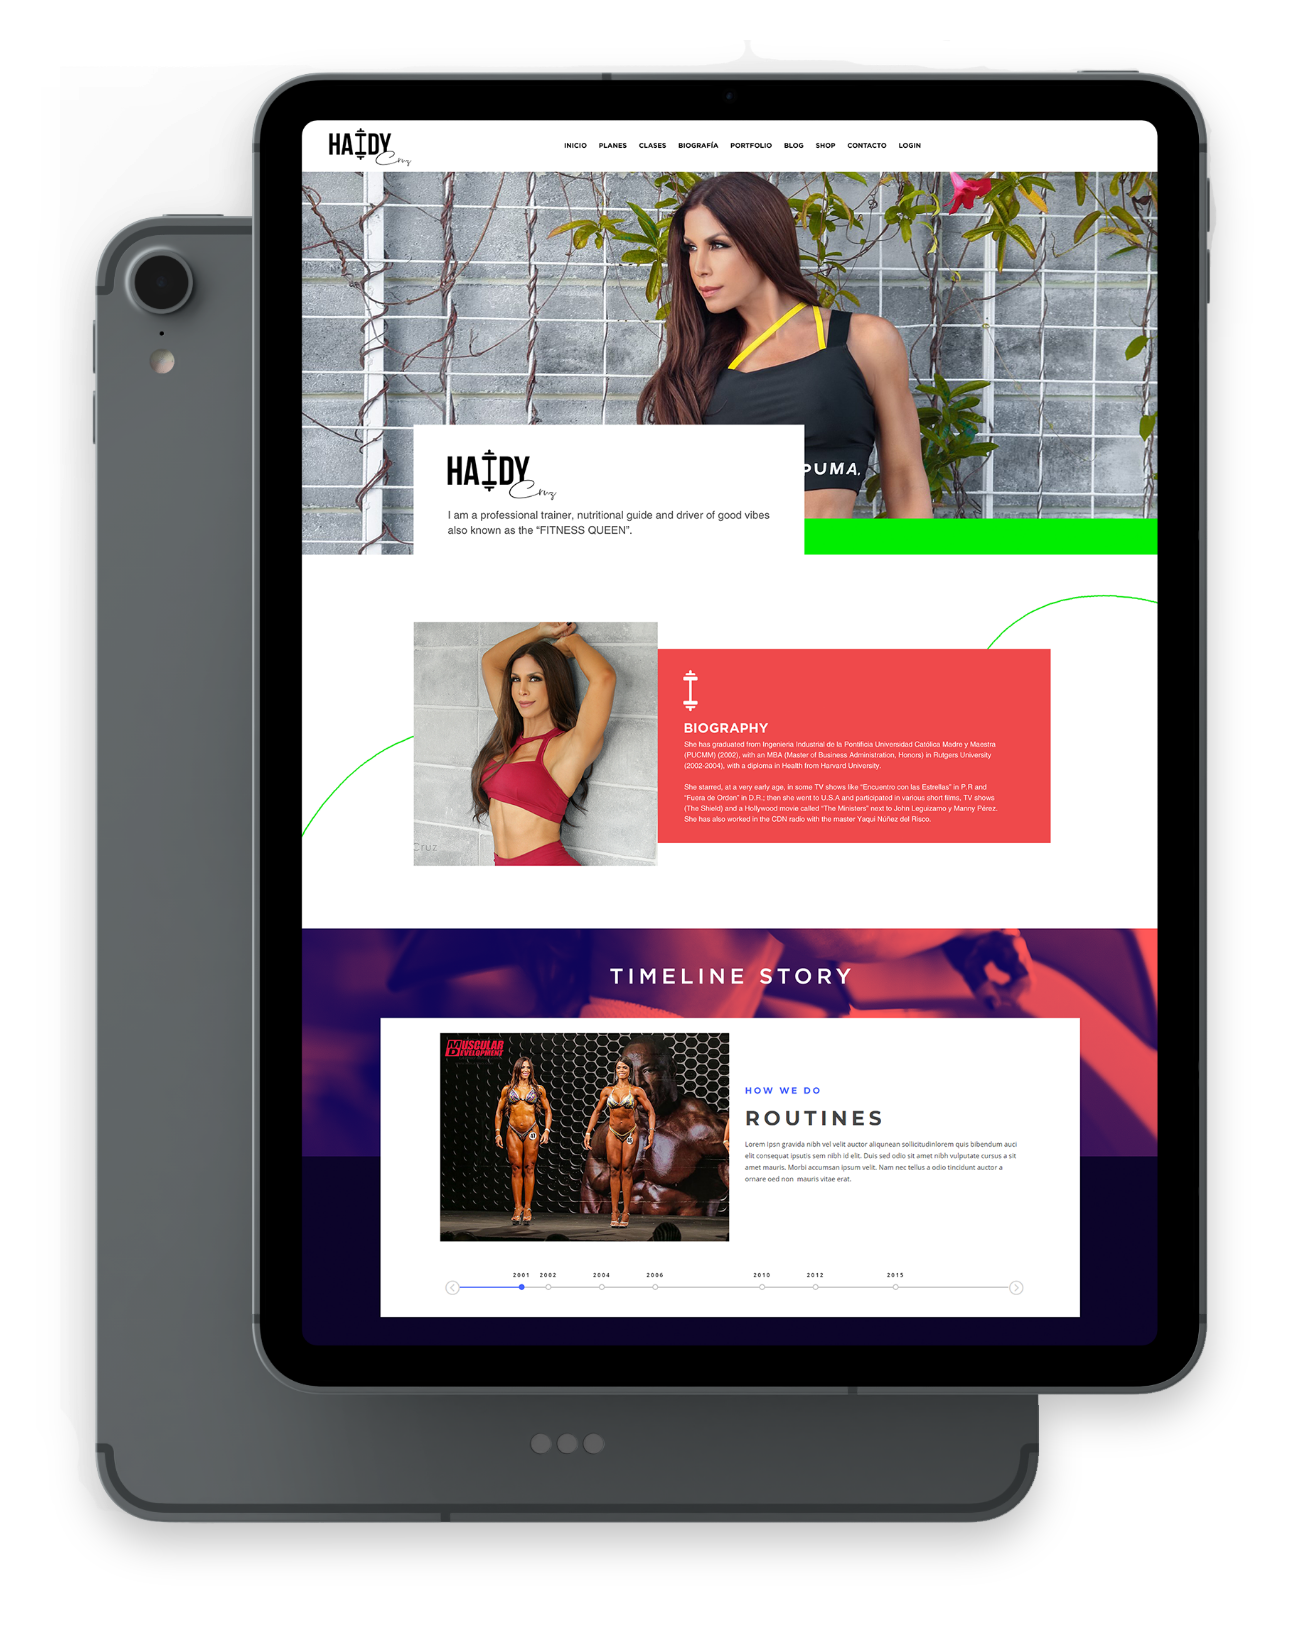 HAIDY
Cruz
INICIO PLANES CLASES BIOGRAFÍA PORTFOLIO BLOG SHOP CONTACTO LOGIN
PUMA.
HAIDY
Cruz
I am a professional trainer, nutritional guide and driver of good vibes
also known as the “FITNESS QUEEN”.
Cruz
BIOGRAPHY
She has graduated from Ingenieria Industrial de la Pontificia Universidad Católica Madre y Maestra
(PUCMM) (2002), with an MBA (Master of Business Administration, Honors) in Rutgers University
(2002-2004), with a diploma in Health from Harvard University.
She starred, at a very early age, in some TV shows like “Encuentro con las Estrellas” in P.R and
“Fuera de Orden” in D.R.; then she went to U.S.A and participated in various short films, TV shows
(The Shield) and a Hollywood movie called “The Ministers” next to John Leguizamo y Manny Pérez.
She has also worked in the CDN radio with the master Yaqui Núñez del Risco.
TIMELINE STORY
MUSCULAR
DEVELOPMENT
HOW WE DO
ROUTINES
Lorem Ipsn gravida nibh vel velit auctor aliqunean sollicitudinlorem quis bibendum auci
elit consequat ipsutis sem nibh id elit. Duis sed odio sit amet nibh vulputate cursus a sit
amet mauris. Morbi accumsan ipsum velit. Nam nec tellus a odio tincidunt auctor a
ornare oed non mauris vitae erat.
2001 2002 2004 2006 2010 2012 2015